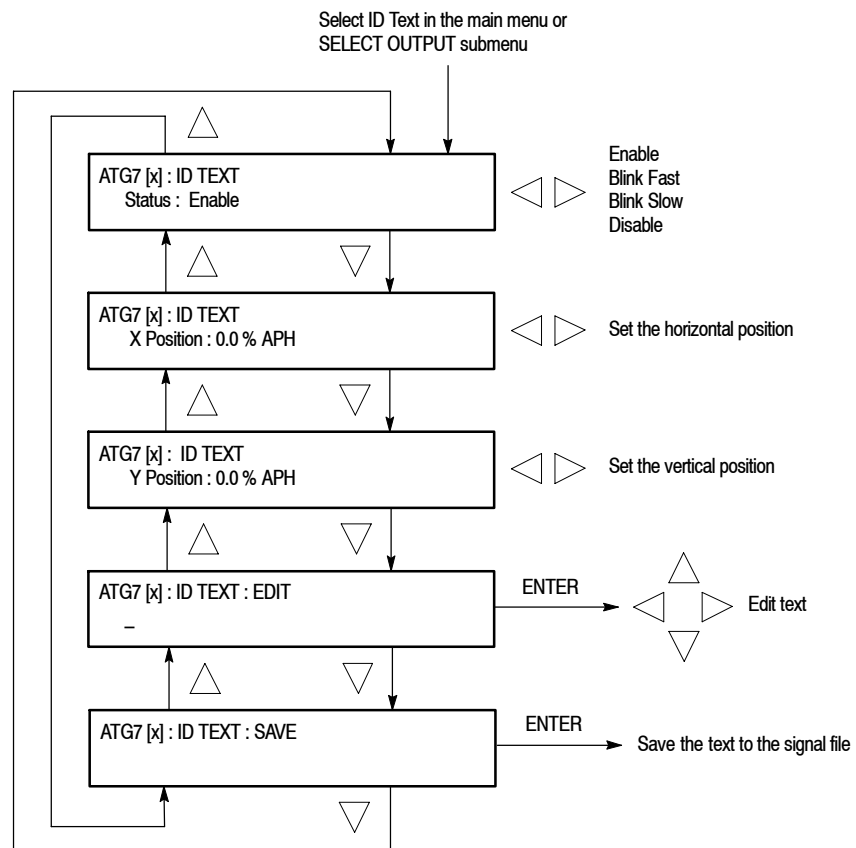 Select ID Text in the main menu or
SELECT OUTPUT submenu
ATG7 [x] : ID TEXT
Status : Enable
Enable
Blink Fast
Blink Slow
Disable
ATG7 [x] : ID TEXT
X Position : 0.0 % APH
Set the horizontal position
ATG7 [x] : ID TEXT
Y Position : 0.0 % APH
Set the vertical position
ATG7 [x] : ID TEXT : EDIT
_
ENTER
Edit text
ATG7 [x] : ID TEXT : SAVE
ENTER
Save the text to the signal file